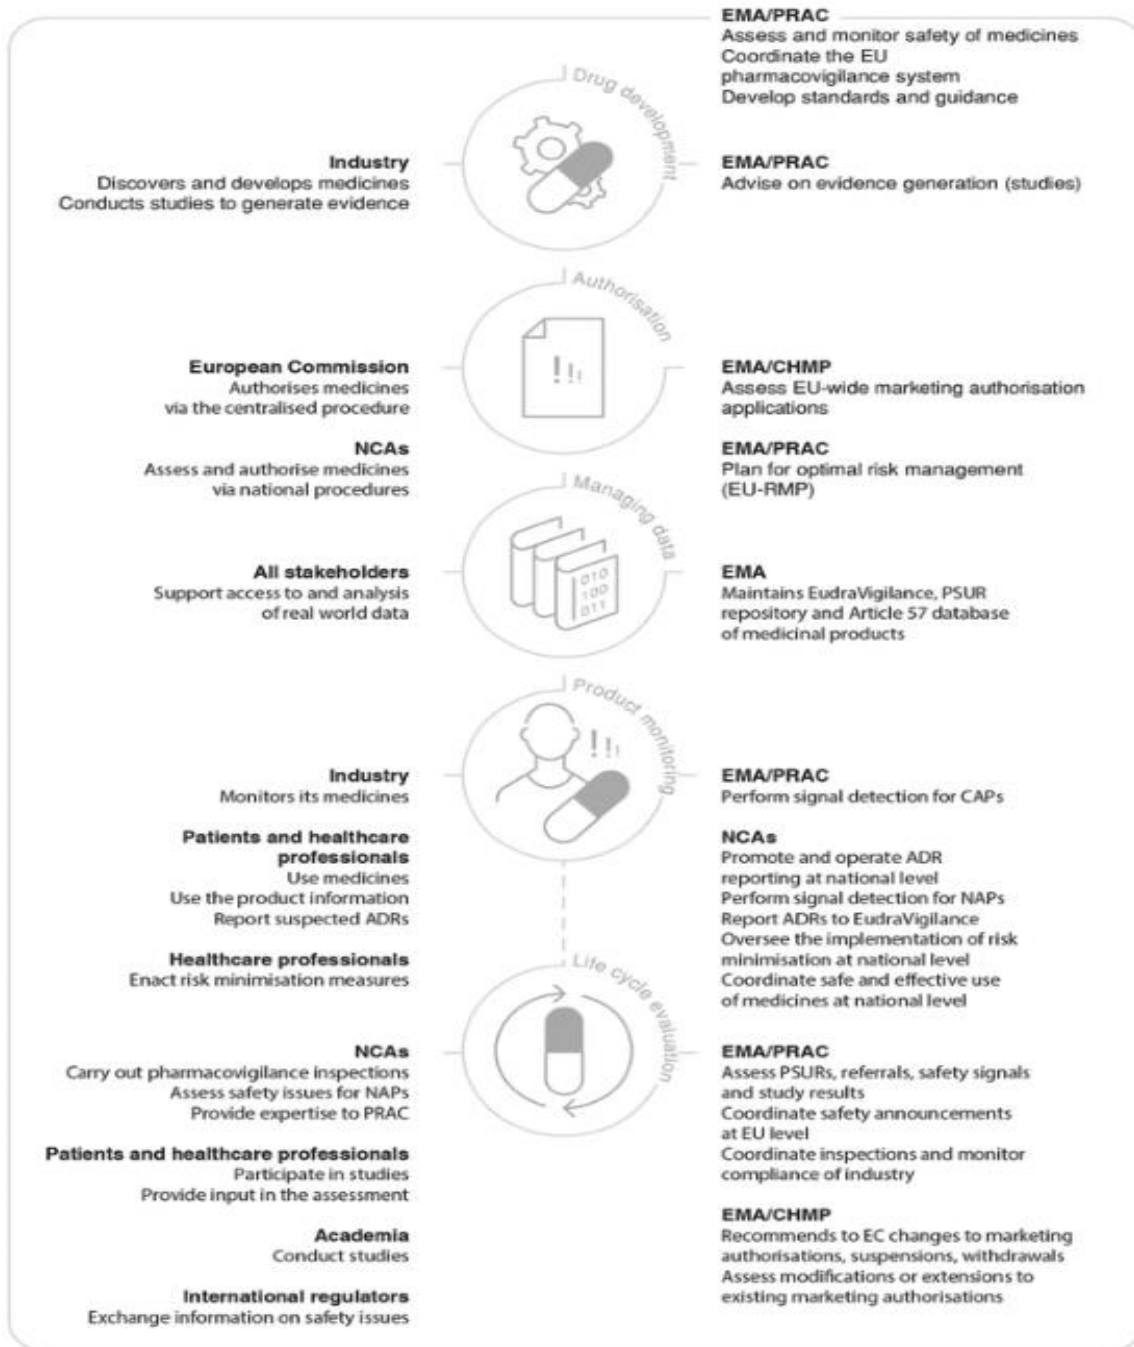 EMA/PRAC
Assess and monitor safety of medicines
Coordinate the EU
pharmacovigilance system
Develop standards and guidance
Drug development
Industry
Discovers and develops medicines
Conducts studies to generate evidence
EMA/PRAC
Advise on evidence generation (studies)
Authorisation
European Commission
Authorises medicines
via the centralised procedure
NCAs
Assess and authorise medicines
via national procedures
EMA/CHMP
Assess EU-wide marketing authorisation
applications
EMA/PRAC
Plan for optimal risk management
(EU-RMP)
Managing data
010
100
011
All stakeholders
Support access to and analysis
of real world data
EMA
Maintains EudraVigilance, PSUR
repository and Article 57 database
of medicinal products
Product monitoring
Industry
Monitors its medicines
Patients and healthcare
professionals
Use medicines
Use the product information
Report suspected ADRs
Healthcare professionals
Enact risk minimisation measures
EMA/PRAC
Perform signal detection for CAPs
NCAs
Promote and operate ADR
reporting at national level
Perform signal detection for NAPs
Report ADRs to EudraVigilance
Oversee the implementation of risk
minimisation at national level
Coordinate safe and effective use
of medicines at national level
Life cycle evaluation
NCAs
Carry out pharmacovigilance inspections
Assess safety issues for NAPs
Provide expertise to PRAC
Patients and healthcare professionals
Participate in studies
Provide input in the assessment
Academia
Conduct studies
International regulators
Exchange information on safety issues
EMA/PRAC
Assess PSURs, referrals, safety signals
and study results
Coordinate safety announcements
at EU level
Coordinate inspections and monitor
compliance of industry
EMA/CHMP
Recommends to EC changes to marketing
authorisations, suspensions, withdrawals
Assess modifications or extensions to
existing marketing authorisations